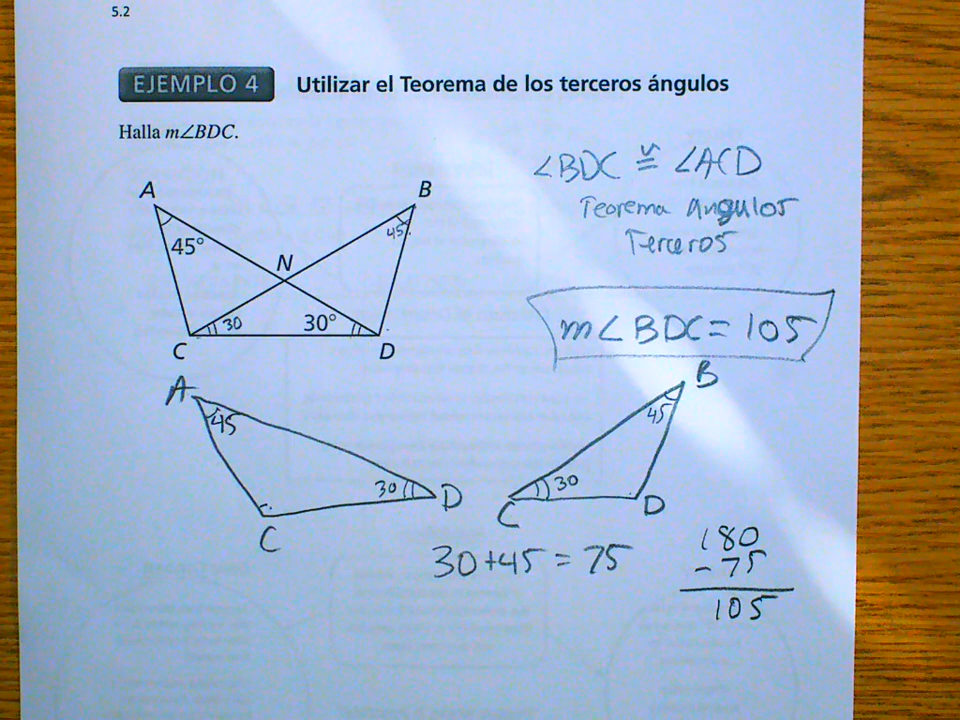 5.2
EJEMPLO 4 Utilizar el Teorema de los terceros ángulos
Halla m∠BDC.
∠BDC ≅ ∠ACD
Teorema Angulos
Terceros
A B
45° 45
N
30 30°
C D
m∠BDC = 105
A B
45 45
30 D 30
C C D
30+45 = 75
180
-75
105